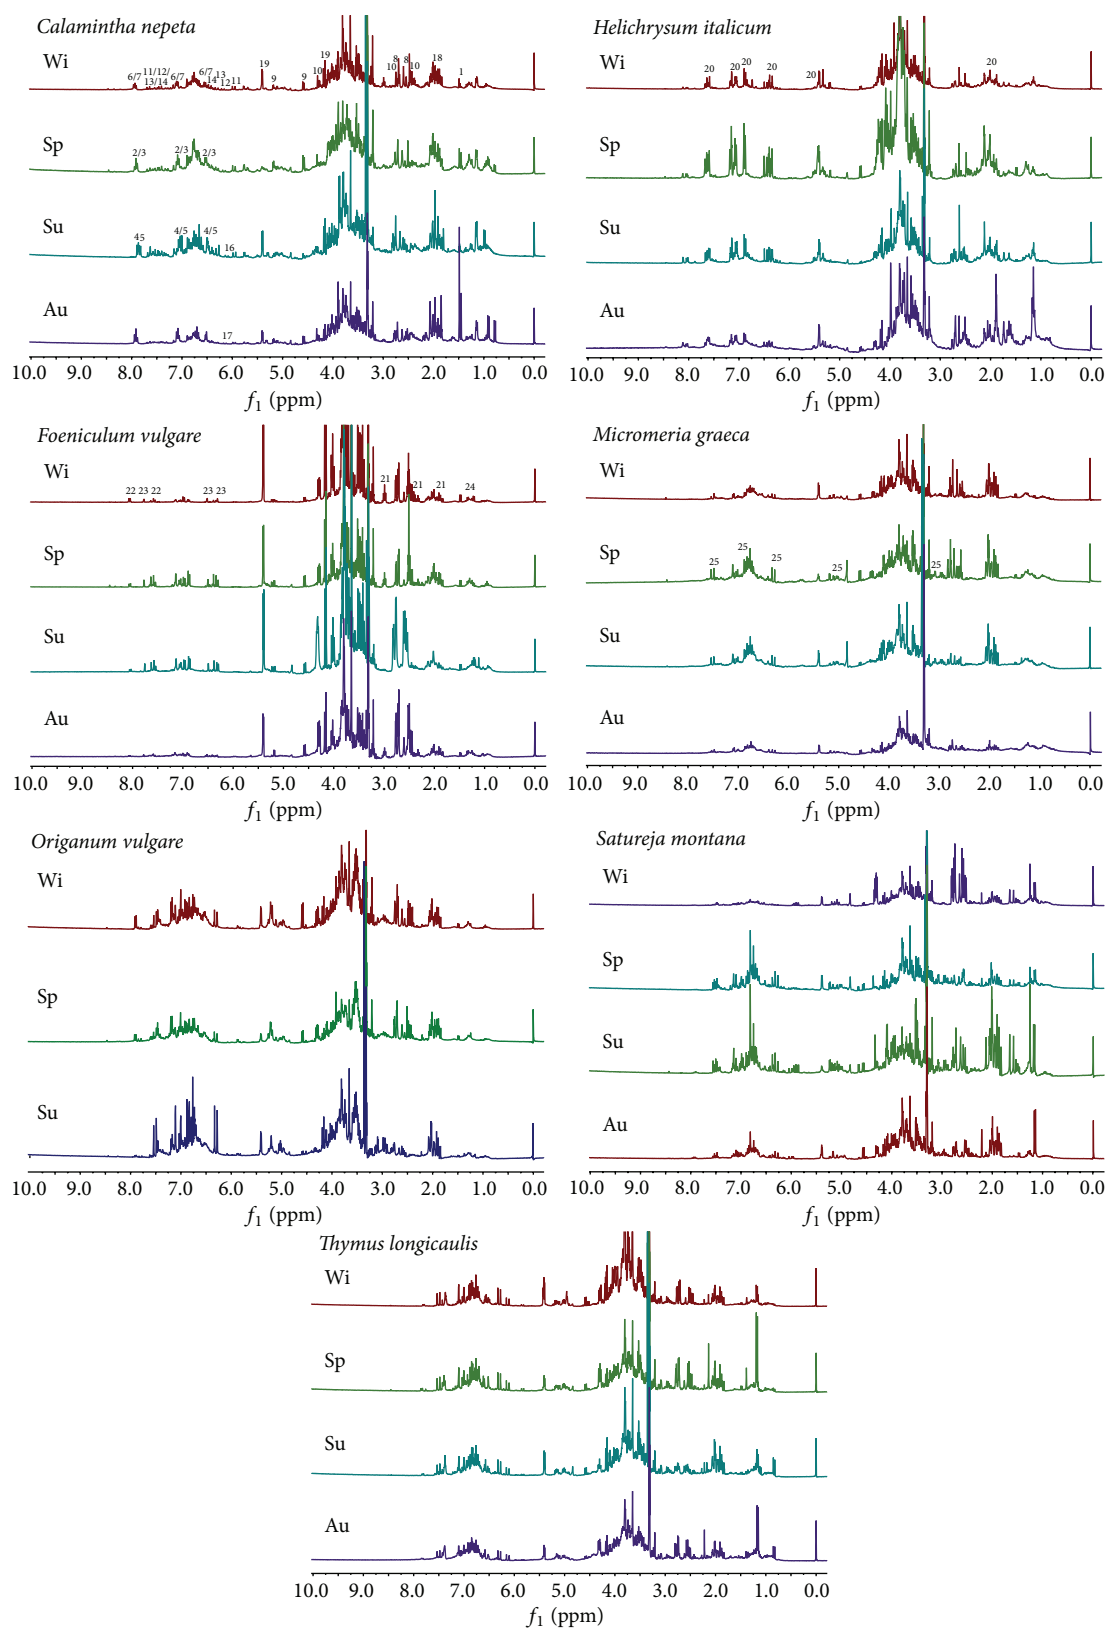 Calamintha nepeta
Wi
6/7 11/12/ 13/14 6/7 6/7 14 13 12 11 19 9 9 10 19 10 8 8 10 18 1
Sp
2/3 2/3 2/3
Su
45 4/5 4/5 16
Au
17
10.0 9.0 8.0 7.0 6.0 5.0 4.0 3.0 2.0 1.0 0.0
f1 (ppm)
Helichrysum italicum
Wi
20 20 20 20 20 20
Sp
Su
Au
10.0 9.0 8.0 7.0 6.0 5.0 4.0 3.0 2.0 1.0 0.0
f1 (ppm)
Foeniculum vulgare
Wi
22 23 22 23 23 21 21 21 24
Sp
Su
Au
10.0 9.0 8.0 7.0 6.0 5.0 4.0 3.0 2.0 1.0 0.0
f1 (ppm)
Micromeria graeca
Wi
Sp
25 25 25 25 25
Su
Au
10.0 9.0 8.0 7.0 6.0 5.0 4.0 3.0 2.0 1.0 0.0
f1 (ppm)
Origanum vulgare
Wi
Sp
Su
10.0 9.0 8.0 7.0 6.0 5.0 4.0 3.0 2.0 1.0 0.0
f1 (ppm)
Satureja montana
Wi
Sp
Su
Au
10.0 9.0 8.0 7.0 6.0 5.0 4.0 3.0 2.0 1.0 0.0
f1 (ppm)
Thymus longicaulis
Wi
Sp
Su
Au
10.0 9.0 8.0 7.0 6.0 5.0 4.0 3.0 2.0 1.0 0.0
f1 (ppm)